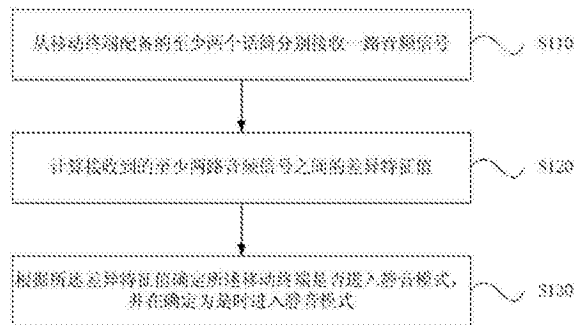 从移动终端配备的至少两个话筒分别接收一路音频信号
S110
计算接收到的至少两路音频信号之间的差异特征值
S120
根据所述差异特征值确定所述移动终端是否进入静音模式,
并在确定为是时进入静音模式
S130